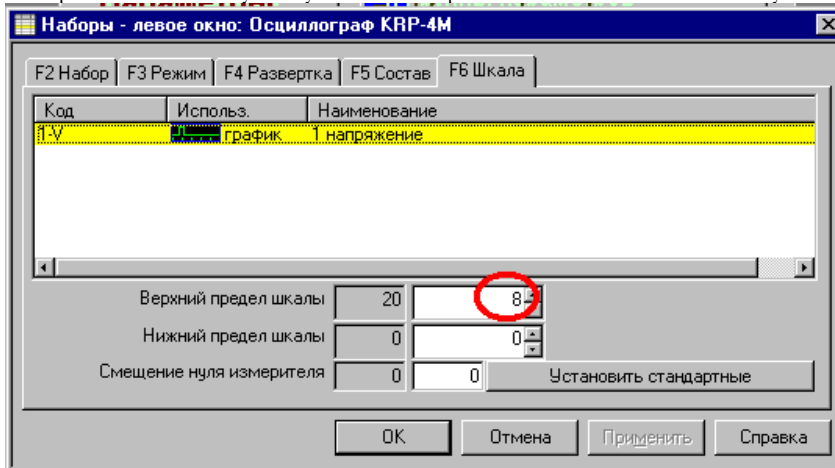 Наборы - левое окно: Осциллограф KRP-4M
F2 Набор F3 Режим F4 Развертка F5 Состав F6 Шкала
Код Использ. Наименование
1-V график 1 напряжение
Верхний предел шкалы 20 8
Нижний предел шкалы 0 0
Смещение нуля измерителя 0 0 Установить стандартные
OK Отмена Применить Справка